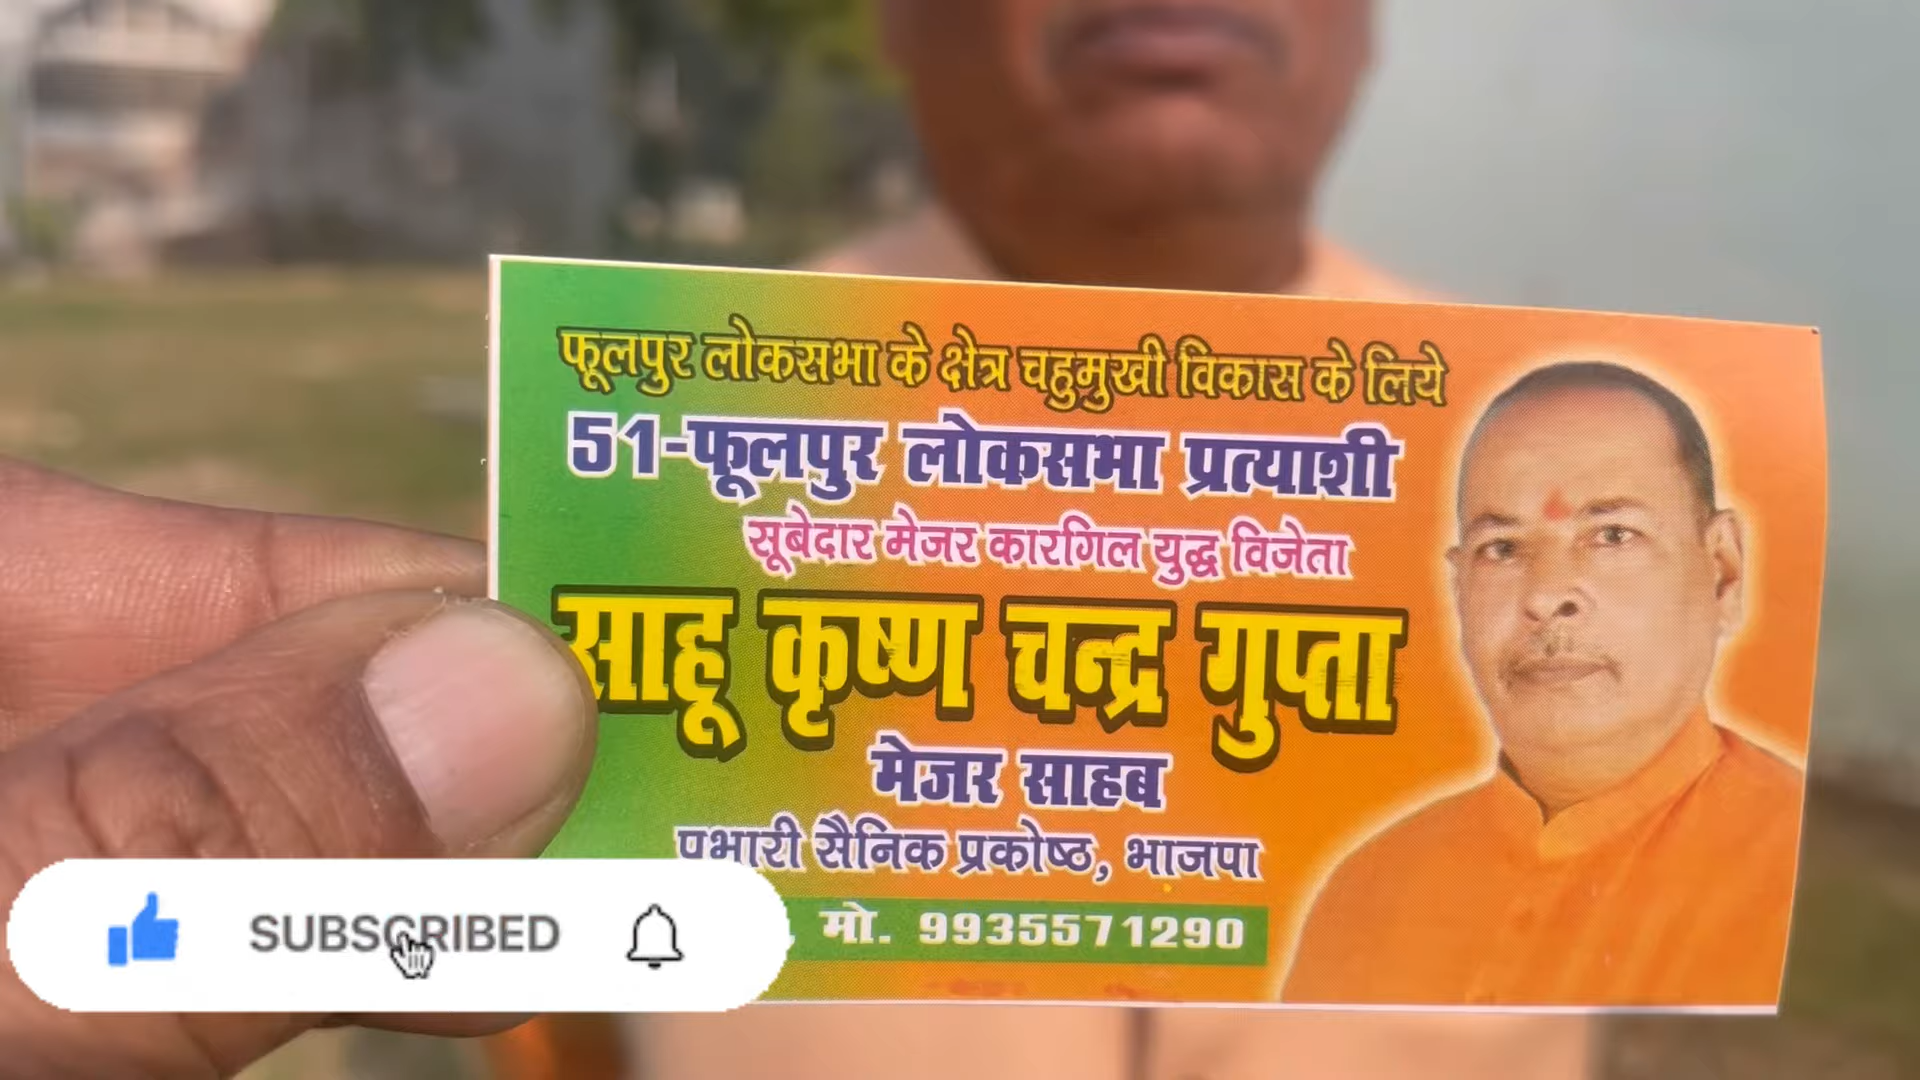 फूलपुर लोकसभा के क्षेत्र चहुमुखी विकास के लिये
51-फूलपुर लोकसभा प्रत्याशी
सूबेदार मेजर कारगिल युद्ध विजेता
साहू कृष्ण चन्द्र गुप्ता
मेजर साहब
प्रभारी सैनिक प्रकोष्ठ, भाजपा
मो. 9935571290
SUBSCRIBED